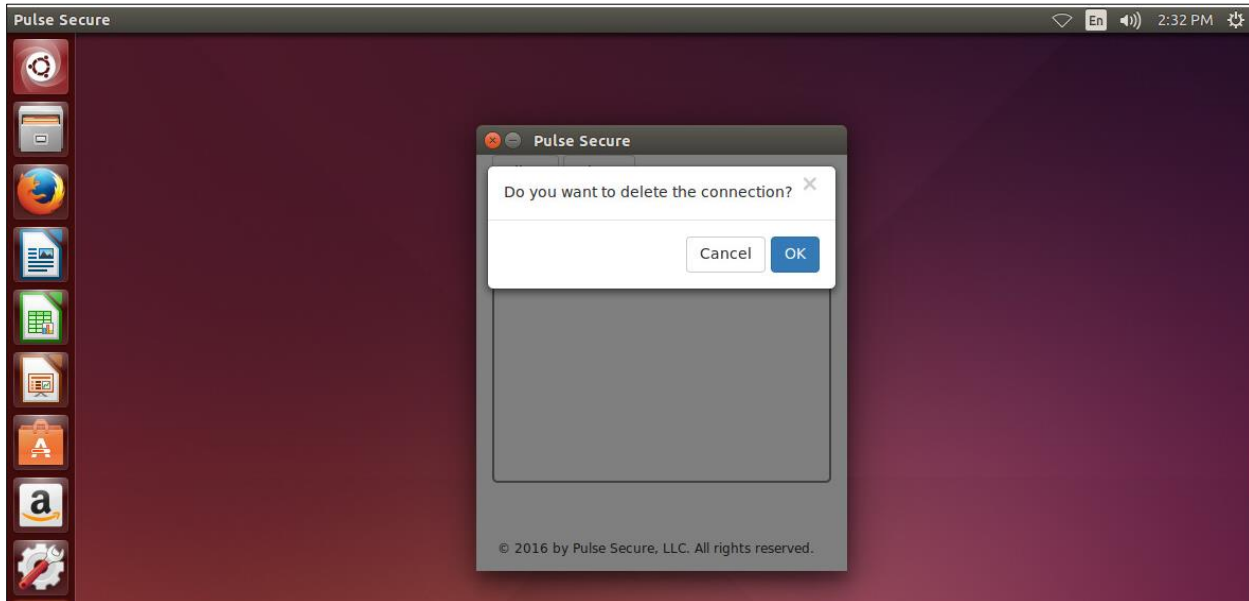 Pulse Secure
En
2:32 PM
Pulse Secure
Do you want to delete the connection? ×
Cancel OK
A
a
© 2016 by Pulse Secure, LLC. All rights reserved.